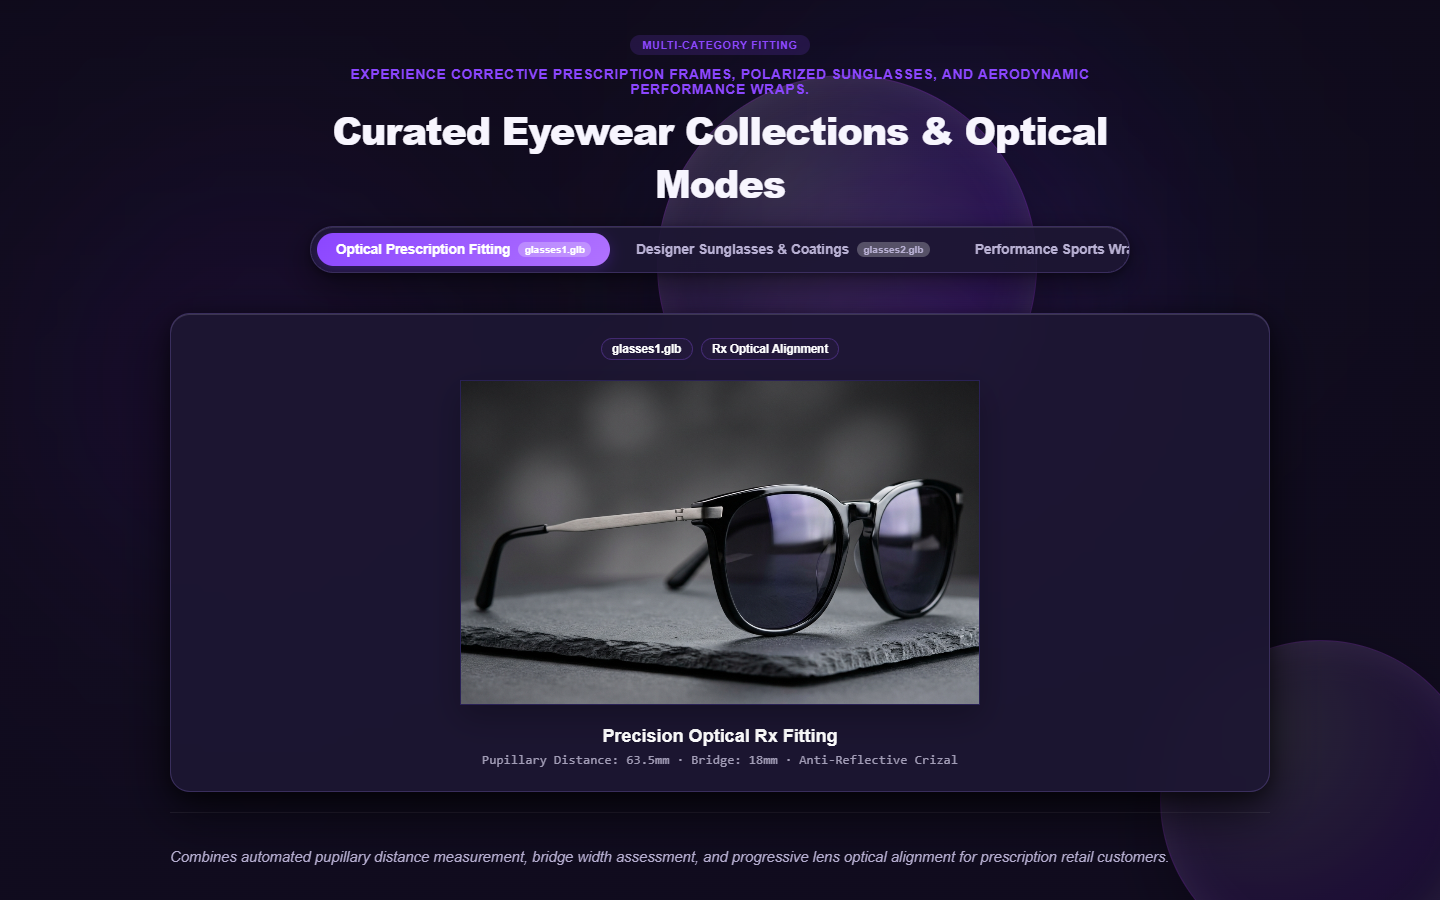 MULTI-CATEGORY FITTING
EXPERIENCE CORRECTIVE PRESCRIPTION FRAMES, POLARIZED SUNGLASSES, AND AERODYNAMIC
PERFORMANCE WRAPS.
Curated Eyewear Collections & Optical
Modes
Optical Prescription Fitting glasses1.glb Designer Sunglasses & Coatings glasses2.glb Performance Sports
glasses1.glb Rx Optical Alignment
Precision Optical Rx Fitting
Pupillary Distance: 63.5mm · Bridge: 18mm · Anti-Reflective Crizal
Combines automated pupillary distance measurement, bridge width assessment, and progressive lens optical alignment for prescription retail customers.